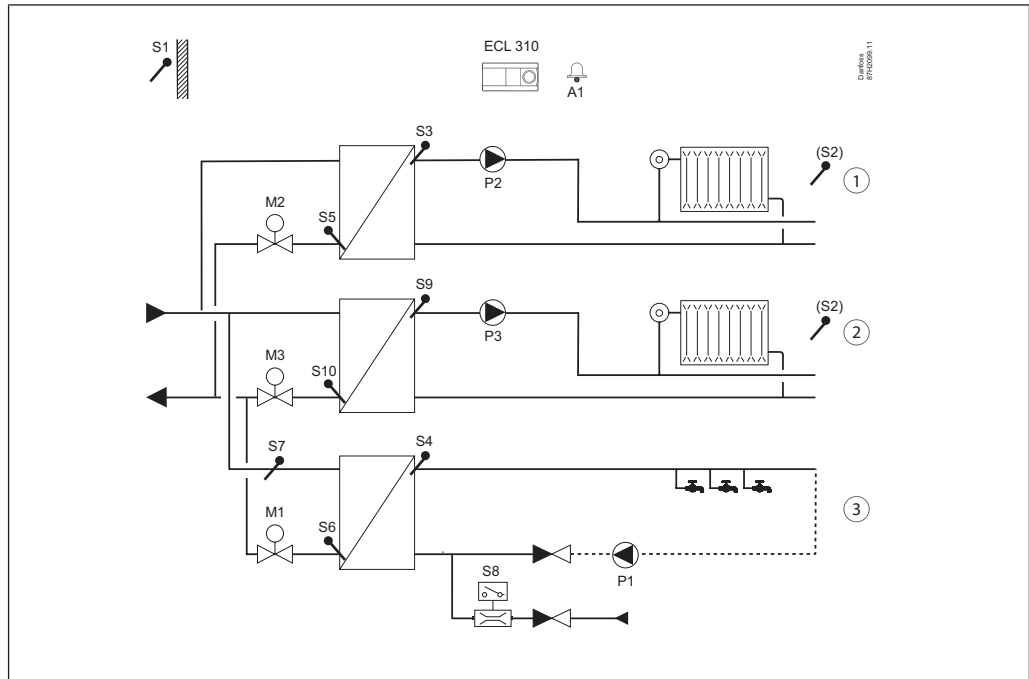 S1
ECL 310
A1
Danfoss
87H2099.11
S3
P2
(S2)
1
M2
S5
S9
P3
(S2)
2
M3
S10
S7
S4
3
M1
S6
S8
P1